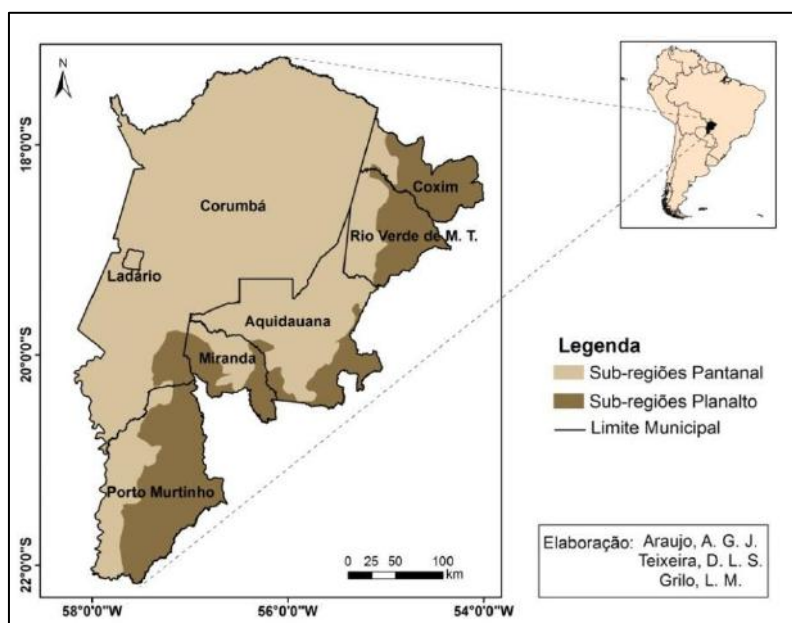 N
18°0'0"S
20°0'0"S
22°0'0"S
Corumbá
Coxim
Rio Verde de M. T.
Ladário
Aquidauana
Miranda
Porto Murtinho
0 25 50 100
km
58°0'0"W
56°0'0"W
54°0'0"W
Legenda
Sub-regiões Pantanal
Sub-regiões Planalto
Limite Municipal
Elaboração: Araujo, A. G. J.
Teixeira, D. L. S.
Grilo, L. M.